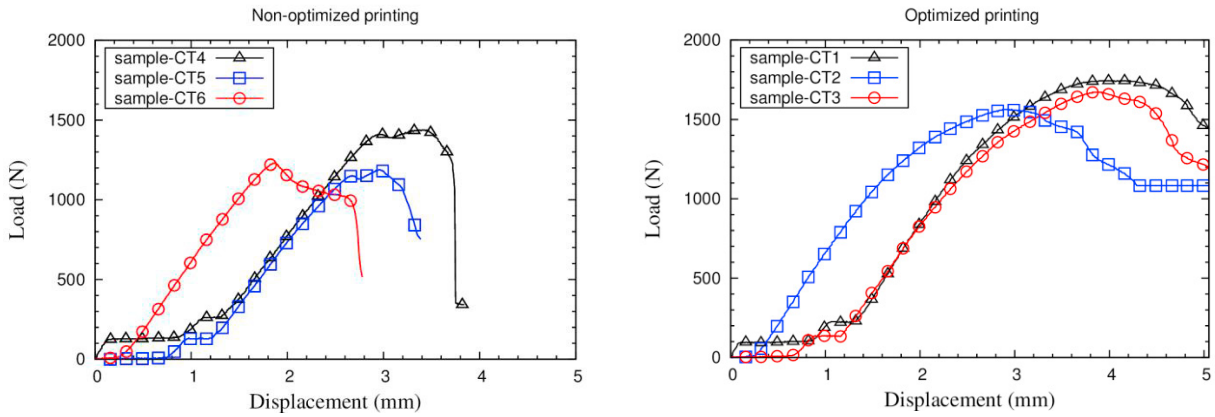 Non-optimized printing
2000
1500
1000
500
0
Load (N)
sample-CT4
sample-CT5
sample-CT6
0 1 2 3 4 5
Displacement (mm)
Optimized printing
2000
1500
1000
500
0
Load (N)
sample-CT1
sample-CT2
sample-CT3
0 1 2 3 4 5
Displacement (mm)